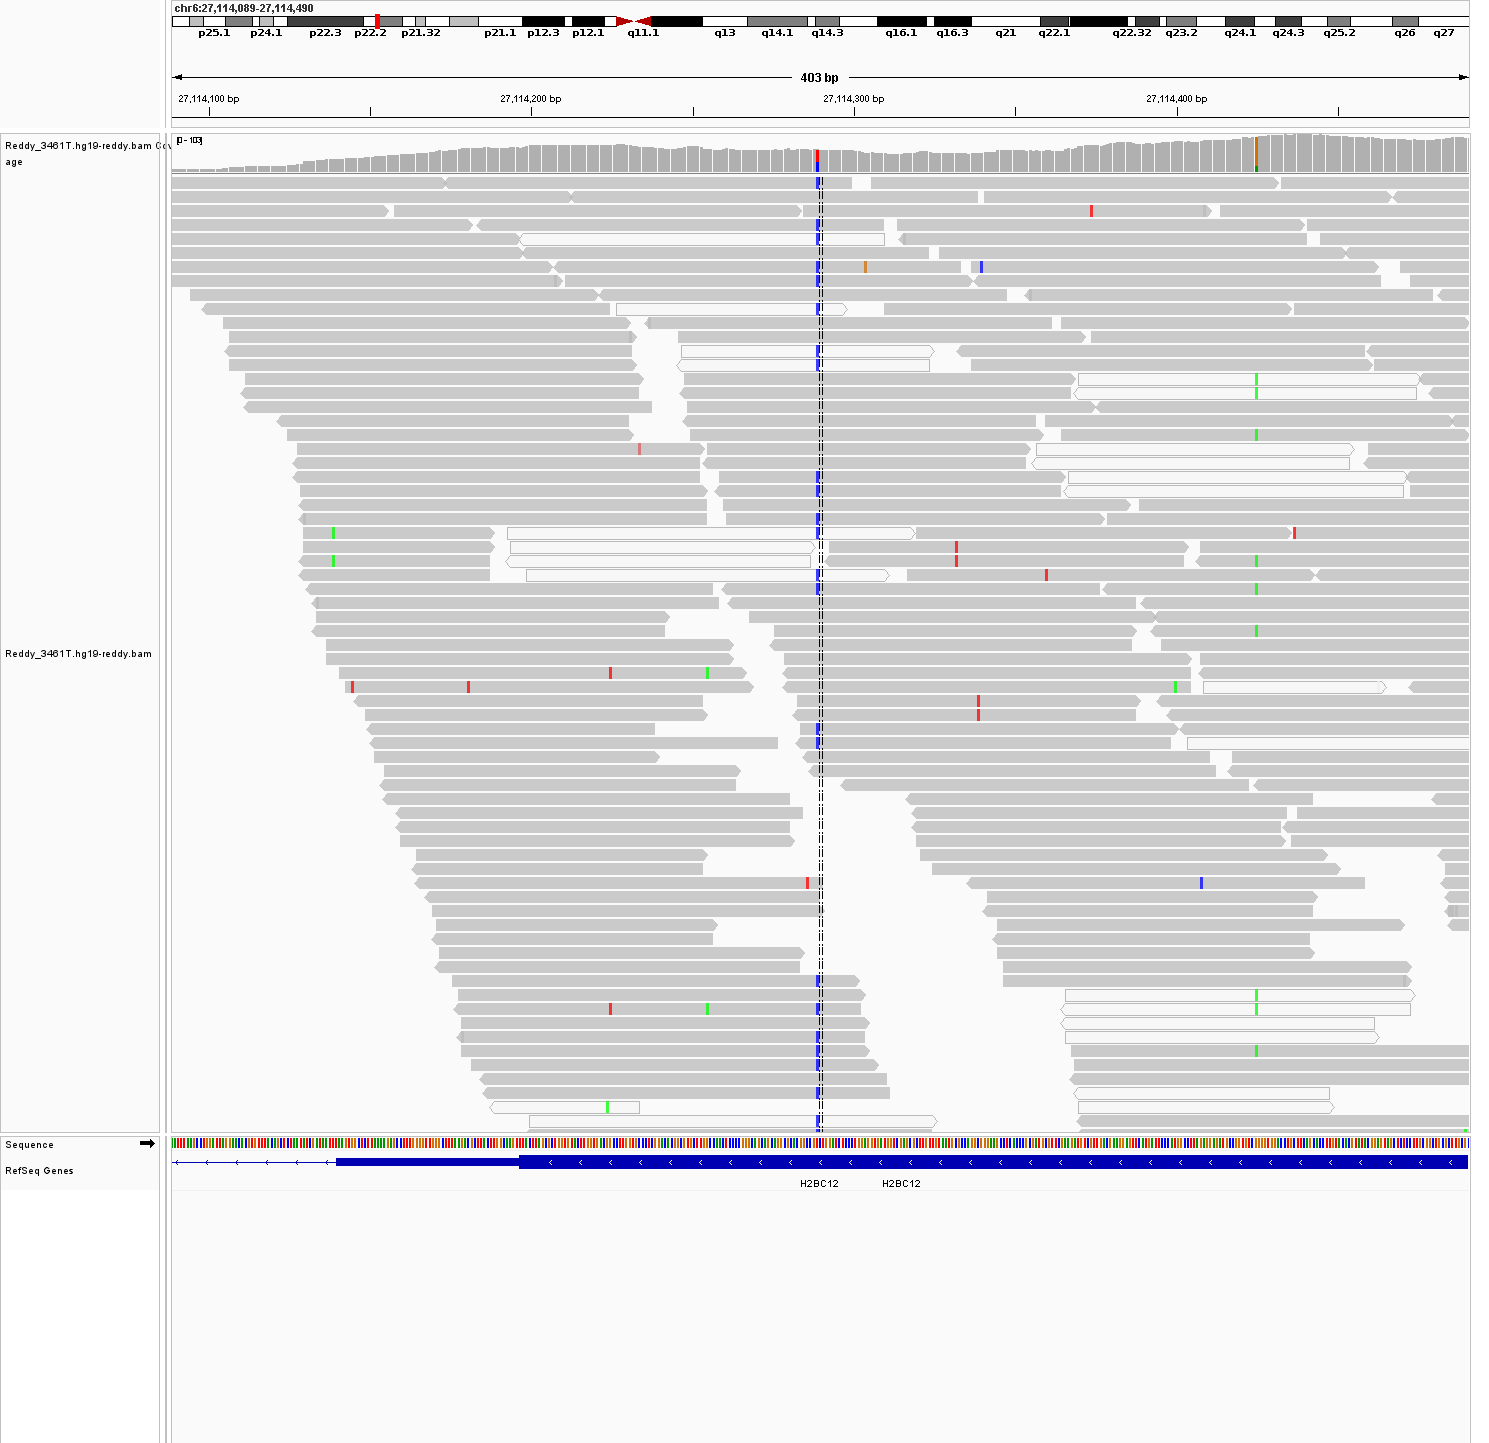 chr6:27,114,089-27,114,490
p25.1 p24.1 p22.3 p22.2 p21.32 p21.1 p12.3 p12.1 q11.1 q13 q14.1 q14.3 q16.1 q16.3 q21 q22.1 q22.32 q23.2 q24.1 q24.3 q25.2 q26 q27
403 bp
27,114,100 bp 27,114,200 bp 27,114,300 bp 27,114,400 bp
[0 - 103]
Reddy_3461T.hg19-reddy.bam Cov
age
Reddy_3461T.hg19-reddy.bam
Sequence
RefSeq Genes
H2BC12 H2BC12